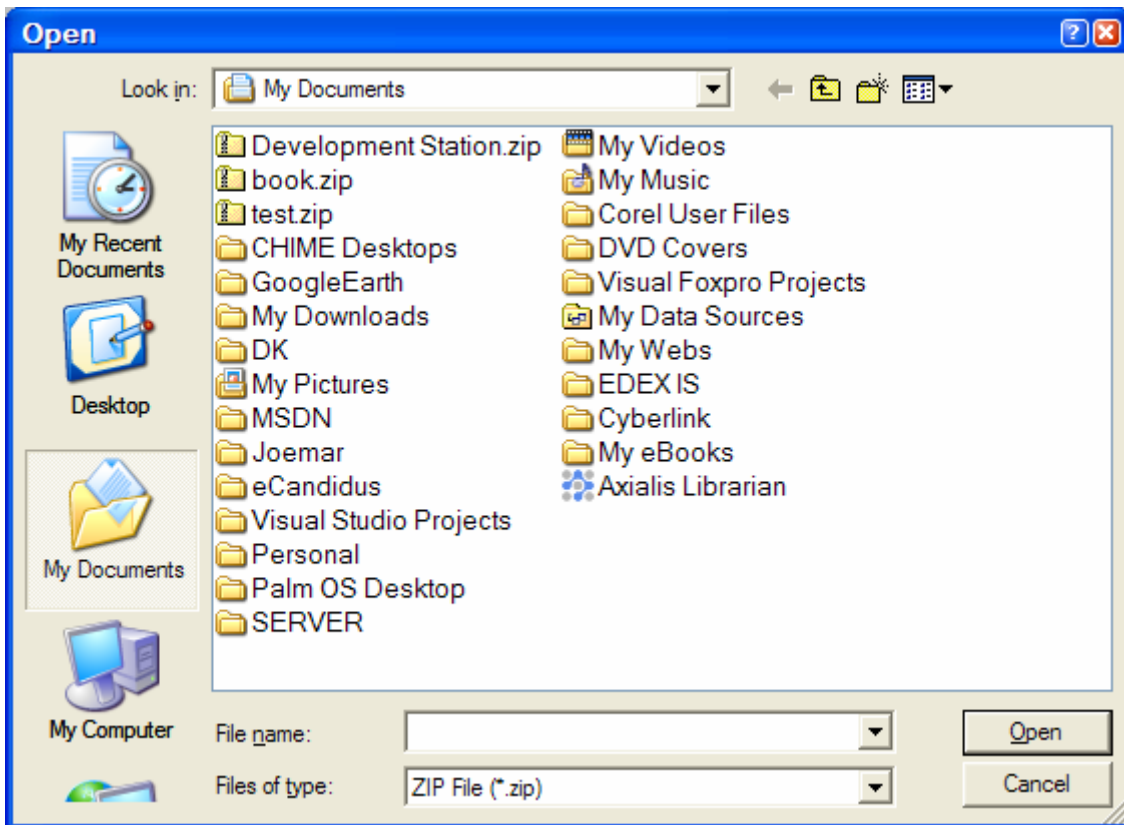 Open
Look in: My Documents
My Recent
Documents
Desktop
My Documents
My Computer
Development Station.zip
book.zip
test.zip
CHIME Desktops
GoogleEarth
My Downloads
DK
My Pictures
MSDN
Joemar
eCandidus
Visual Studio Projects
Personal
Palm OS Desktop
SERVER
My Videos
My Music
Corel User Files
DVD Covers
Visual Foxpro Projects
My Data Sources
My Webs
EDEX IS
Cyberlink
My eBooks
Axialis Librarian
File name:
Open
Files of type: ZIP File (*.zip)
Cancel